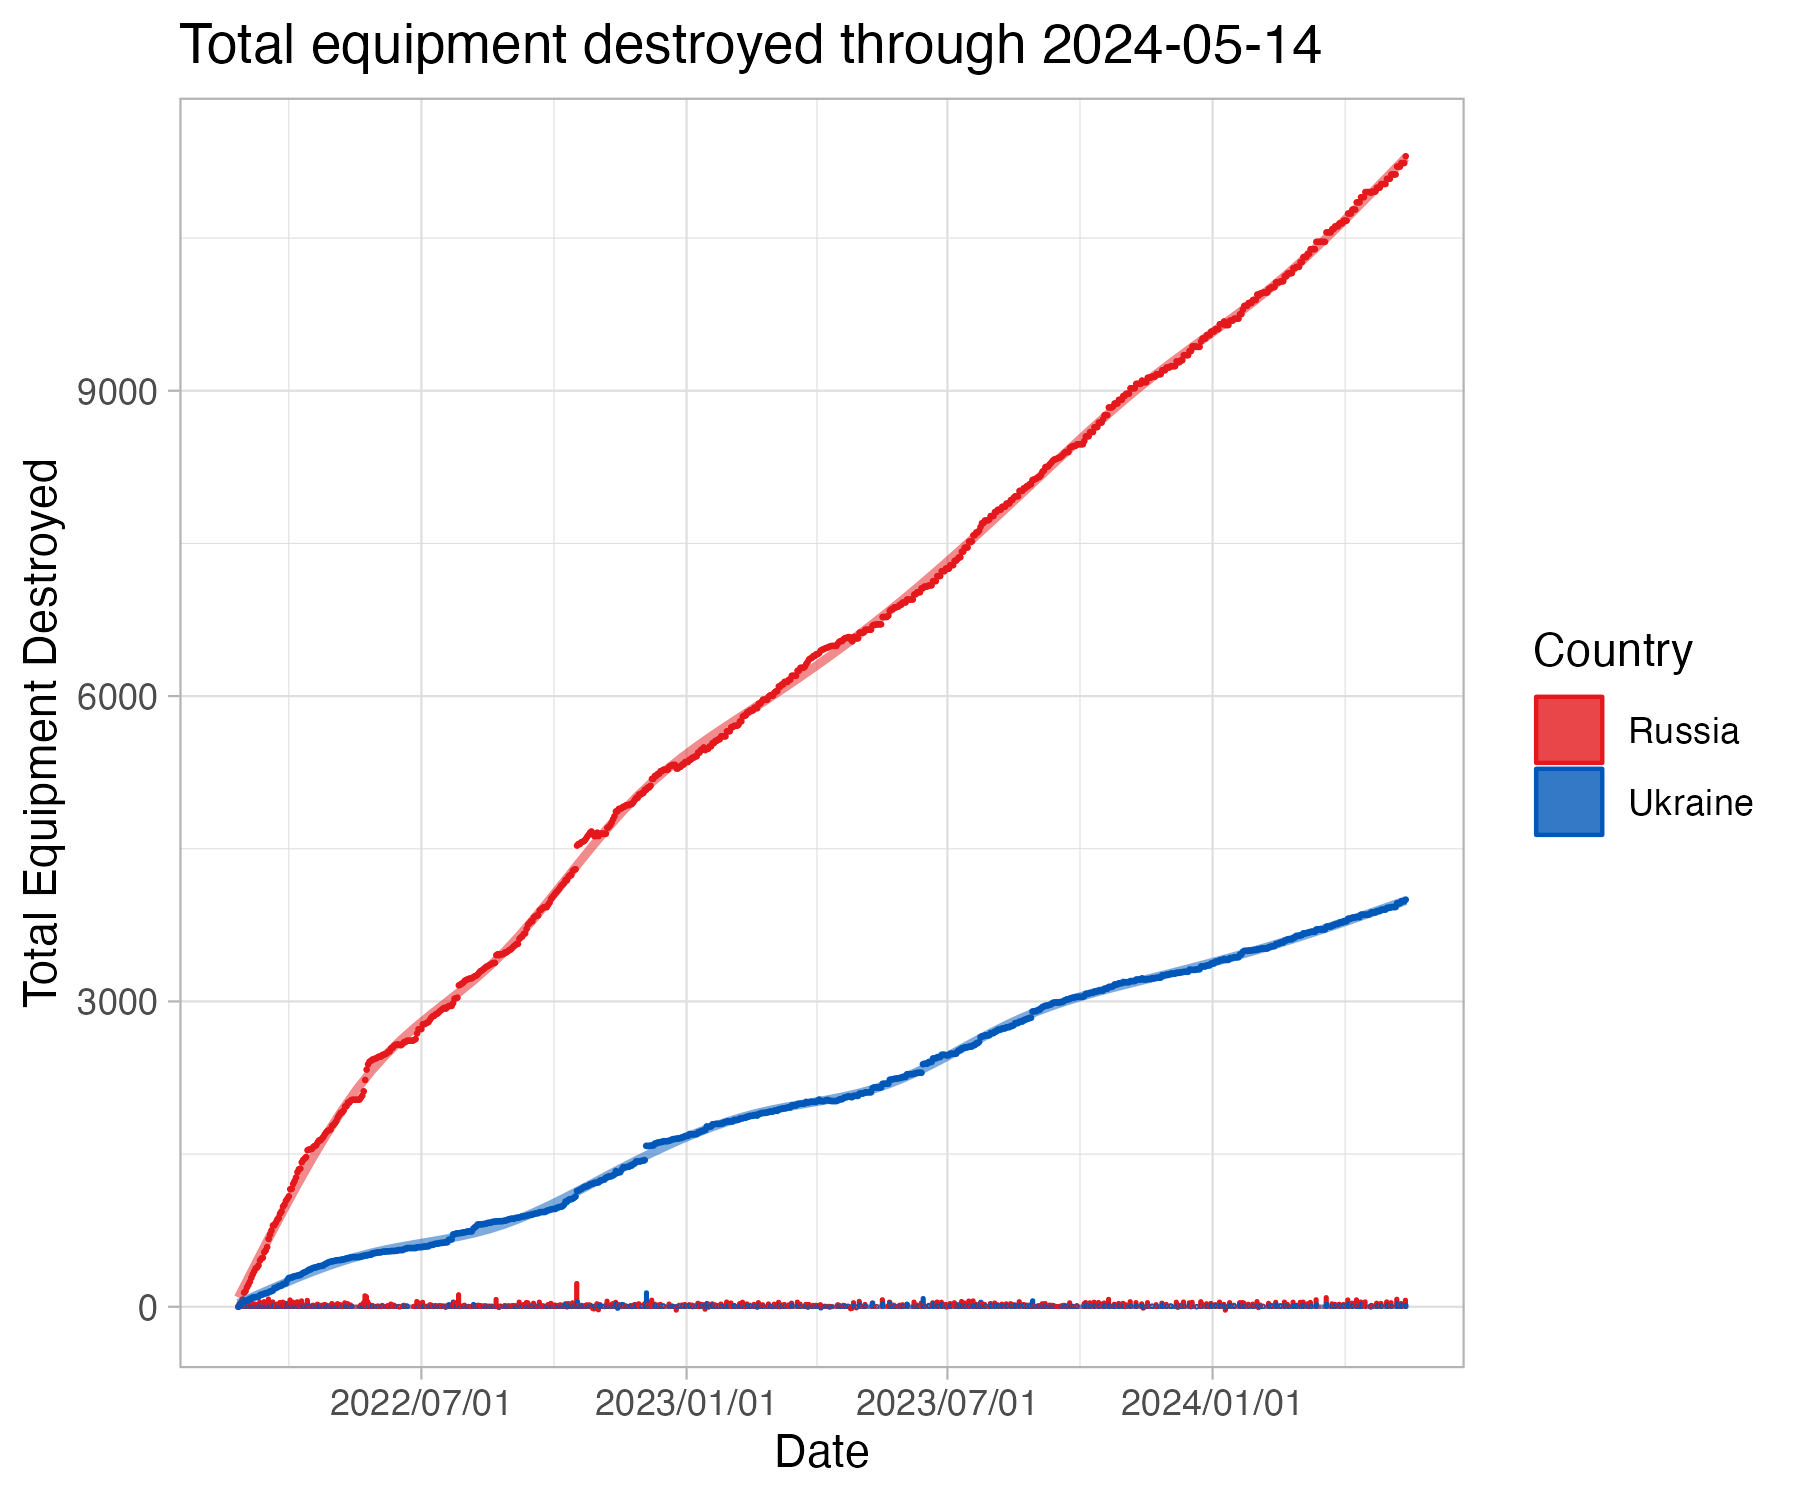 Total equipment destroyed through 2024-05-14
Total Equipment Destroyed
9000
6000
3000
0
2022/07/01
2023/01/01
2023/07/01
2024/01/01
Date
Country
Russia
Ukraine